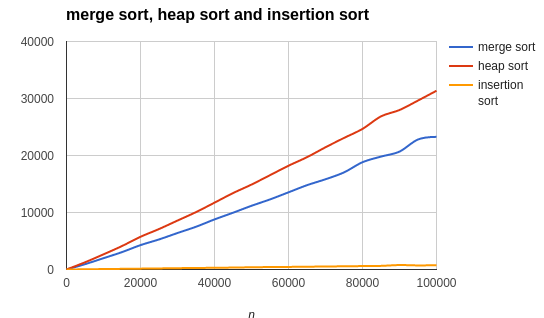 merge sort, heap sort and insertion sort
40000
30000
20000
10000
0
0
20000
40000
60000
80000
100000
n
merge sort
heap sort
insertion
sort